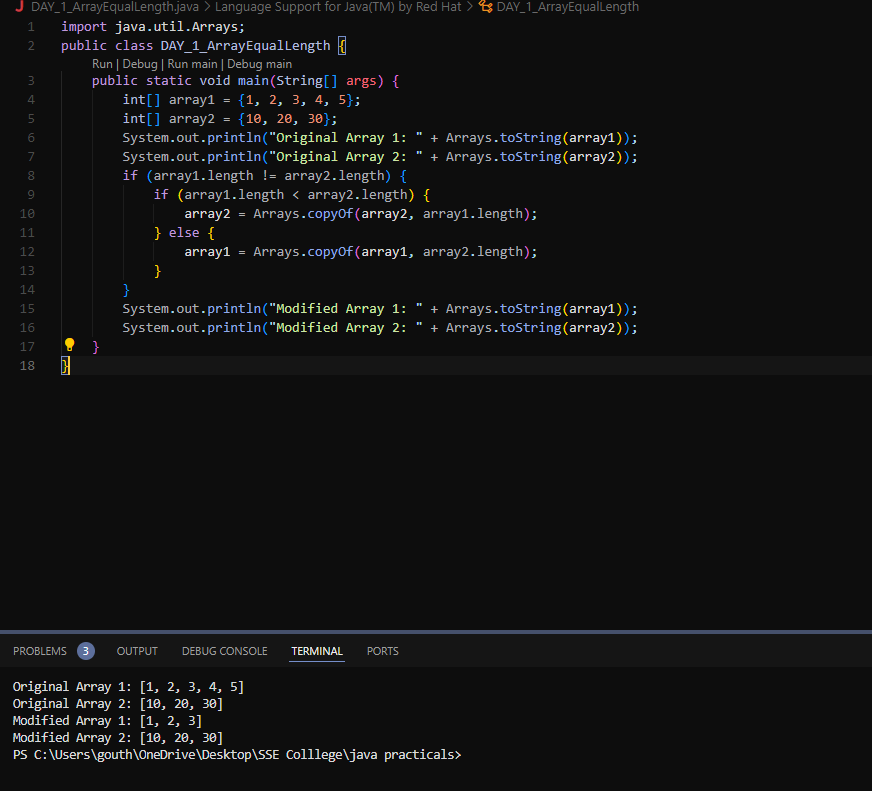 DAY_1_ArrayEqualLength.java > Language Support for Java(TM) by Red Hat > DAY_1_ArrayEqualLength
1 import java.util.Arrays;
2 public class DAY_1_ArrayEqualLength {
Run | Debug | Run main | Debug main
3     public static void main(String[] args) {
4         int[] array1 = {1, 2, 3, 4, 5};
5         int[] array2 = {10, 20, 30};
6         System.out.println("Original Array 1: " + Arrays.toString(array1));
7         System.out.println("Original Array 2: " + Arrays.toString(array2));
8         if (array1.length != array2.length) {
9             if (array1.length < array2.length) {
10                 array2 = Arrays.copyOf(array2, array1.length);
11             } else {
12                 array1 = Arrays.copyOf(array1, array2.length);
13             }
14         }
15         System.out.println("Modified Array 1: " + Arrays.toString(array1));
16         System.out.println("Modified Array 2: " + Arrays.toString(array2));
17     }
18 }
PROBLEMS 3 OUTPUT DEBUG CONSOLE TERMINAL PORTS
Original Array 1: [1, 2, 3, 4, 5]
Original Array 2: [10, 20, 30]
Modified Array 1: [1, 2, 3]
Modified Array 2: [10, 20, 30]
PS C:\Users\gouth\OneDrive\Desktop\SSE Colllege\java practicals>